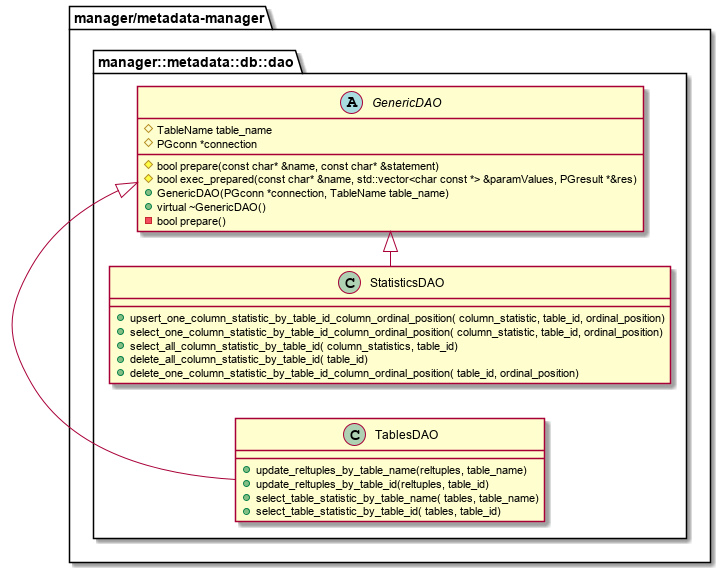 manager/metadata-manager
manager::metadata::db::dao
A GenericDAO
TableName table_name
PGconn *connection
bool prepare(const char* &name, const char* &statement)
bool exec_prepared(const char* &name, std::vector<char const *> &paramValues, PGresult *&res)
GenericDAO(PGconn *connection, TableName table_name)
virtual ~GenericDAO()
bool prepare()
C StatisticsDAO
upsert_one_column_statistic_by_table_id_column_ordinal_position( column_statistic, table_id, ordinal_position)
select_one_column_statistic_by_table_id_column_ordinal_position( column_statistic, table_id, ordinal_position)
select_all_column_statistic_by_table_id( column_statistics, table_id)
delete_all_column_statistic_by_table_id( table_id)
delete_one_column_statistic_by_table_id_column_ordinal_position( table_id, ordinal_position)
C TablesDAO
update_reltuples_by_table_name(reltuples, table_name)
update_reltuples_by_table_id(reltuples, table_id)
select_table_statistic_by_table_name( tables, table_name)
select_table_statistic_by_table_id( tables, table_id)